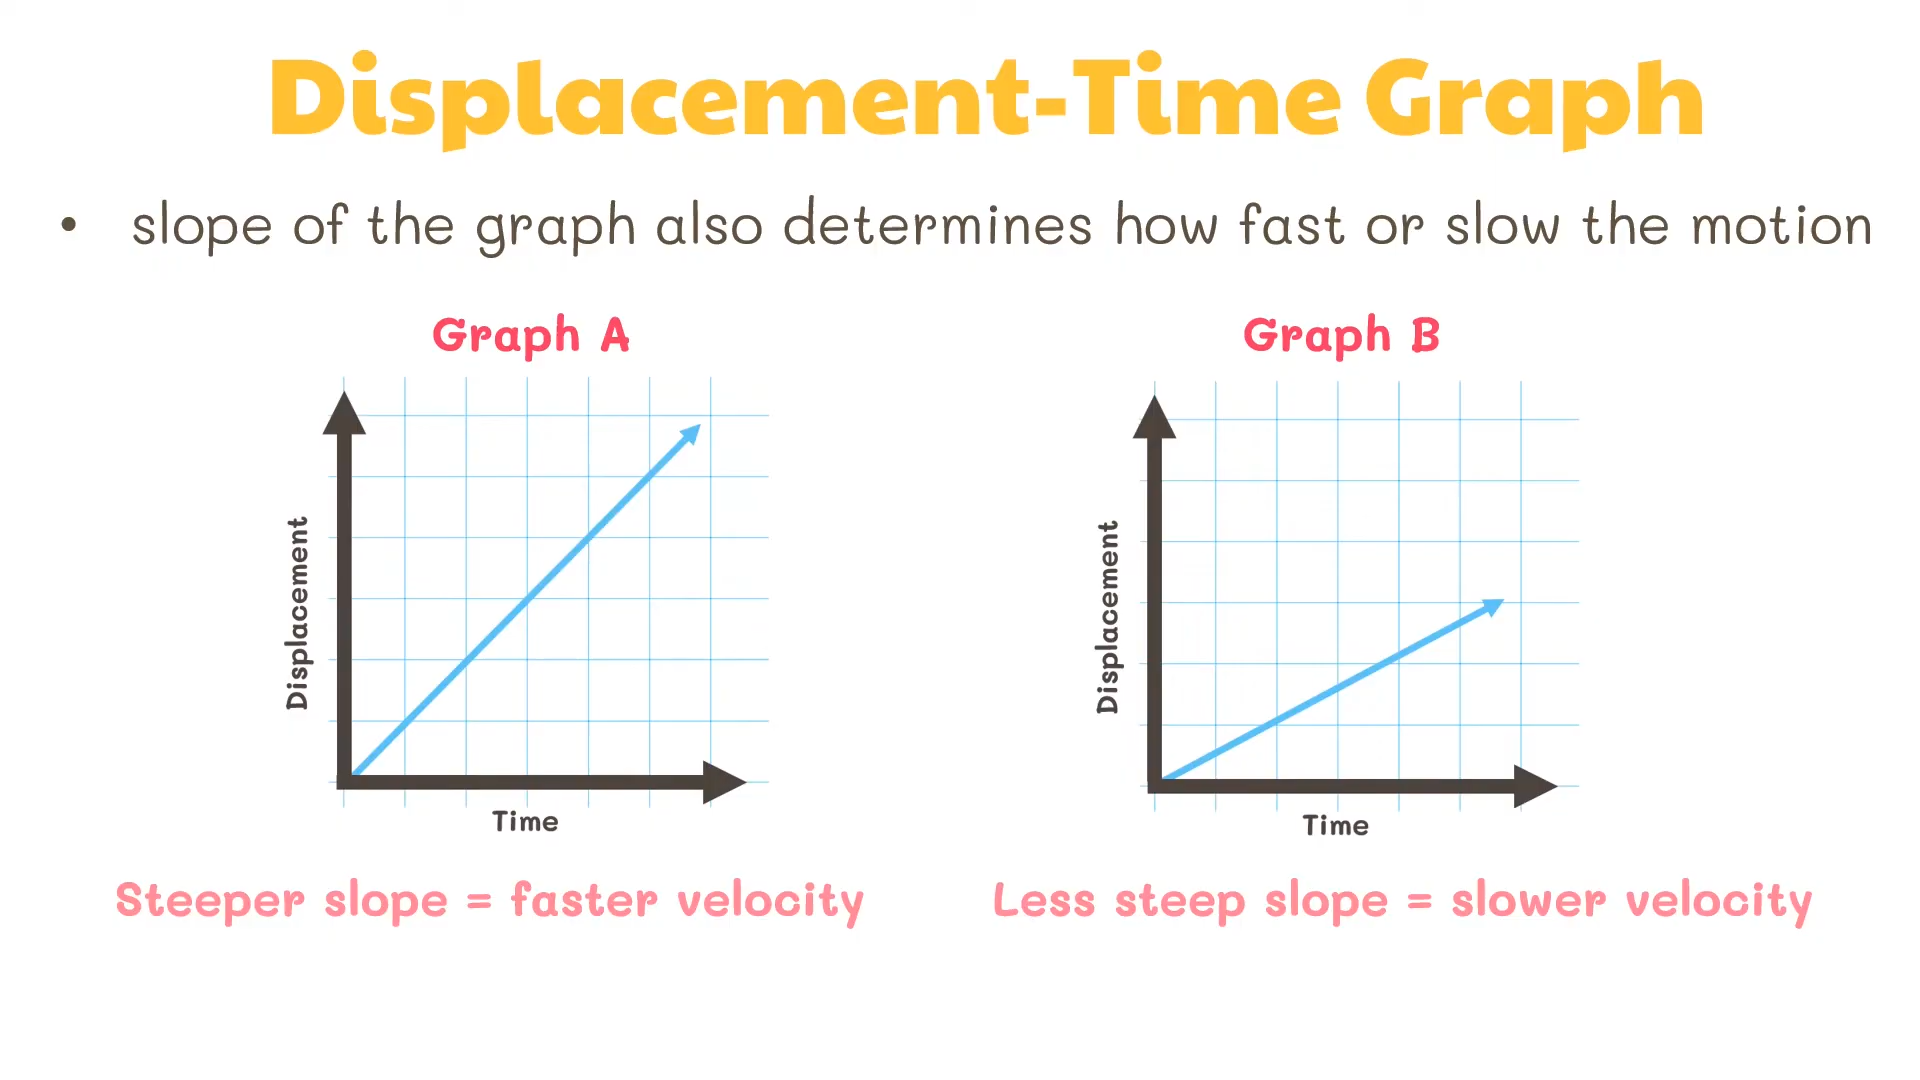 Displacement-Time Graph
• slope of the graph also determines how fast or slow the motion
Graph A
Displacement
Time
Steeper slope = faster velocity
Graph B
Displacement
Time
Less steep slope = slower velocity